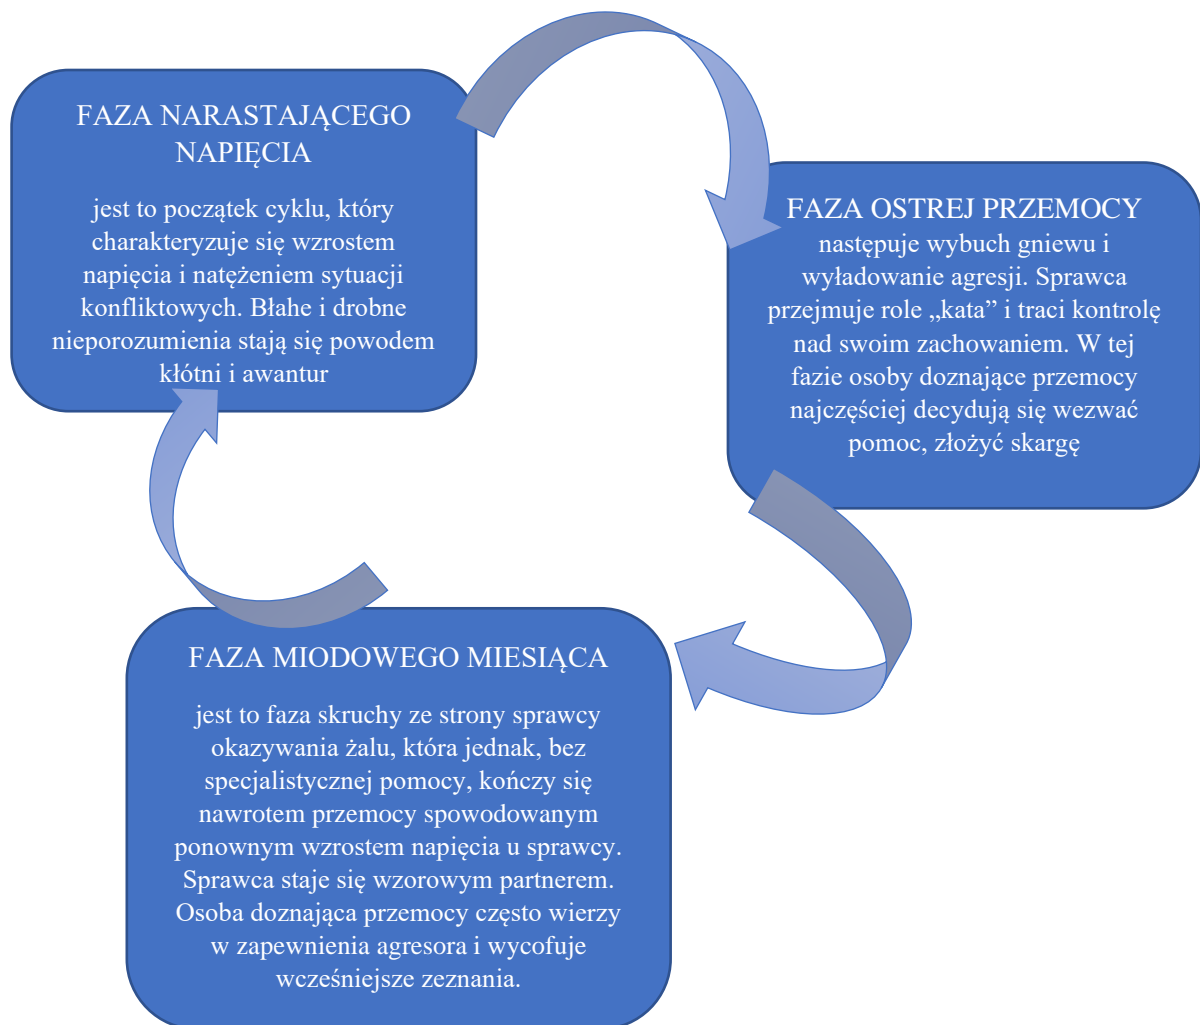 FAZA NARASTAJĄCEGO
NAPIĘCIA
jest to początek cyklu, który
charakteryzuje się wzrostem
napięcia i natężeniem sytuacji
konfliktowych. Błahe i drobne
nieporozumienia stają się powodem
kłótni i awantur
FAZA OSTREJ PRZEMOCY
następuje wybuch gniewu i
wyładowanie agresji. Sprawca
przejmuje role „kata” i traci kontrolę
nad swoim zachowaniem. W tej
fazie osoby doznające przemocy
najczęściej decydują się wezwać
pomoc, złożyć skargę
FAZA MIODOWEGO MIESIĄCA
jest to faza skruchy ze strony sprawcy
okazywania żalu, która jednak, bez
specjalistycznej pomocy, kończy się
nawrotem przemocy spowodowanym
ponownym wzrostem napięcia u sprawcy.
Sprawca staje się wzorowym partnerem.
Osoba doznająca przemocy często wierzy
w zapewnienia agresora i wycofuje
wcześniejsze zeznania.